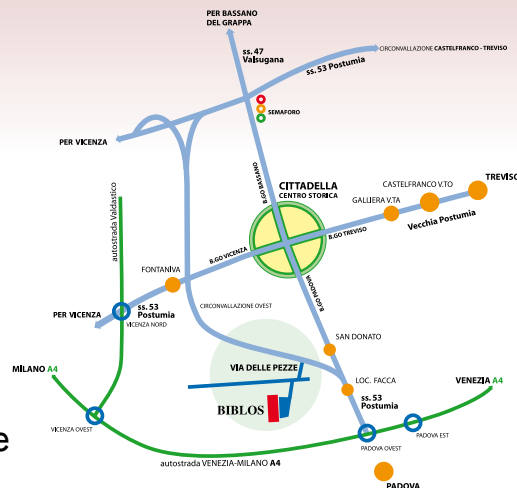 PER BASSANO
DEL GRAPPA
ss. 47
Valsugana
CIRCONVALLAZIONE CASTELFRANCO - TREVISO
ss. 53 Postumia
SEMAFORO
PER VICENZA
B.GO BASSANO
CITTADELLA
CENTRO STORICA
TREVISO
CASTELFRANCO V.TO
GALLIERA V.TA
Vecchia Postumia
B.GO TREVISO
B.GO VICENZA
autostrada Valdastico
FONTANIVA
B.GO PADOVA
CIRCONVALLAZIONE OVEST
ss. 53
Postumia
PER VICENZA
VICENZA NORD
SAN DONATO
VIA DELLE PEZZE
MILANO A4
LOC. FACCA
VENEZIA A4
ss. 53
Postumia
BIBLOS
VICENZA OVEST
PADOVA EST
PADOVA OVEST
e
autostrada VENEZIA-MILANO A4
PADOVA